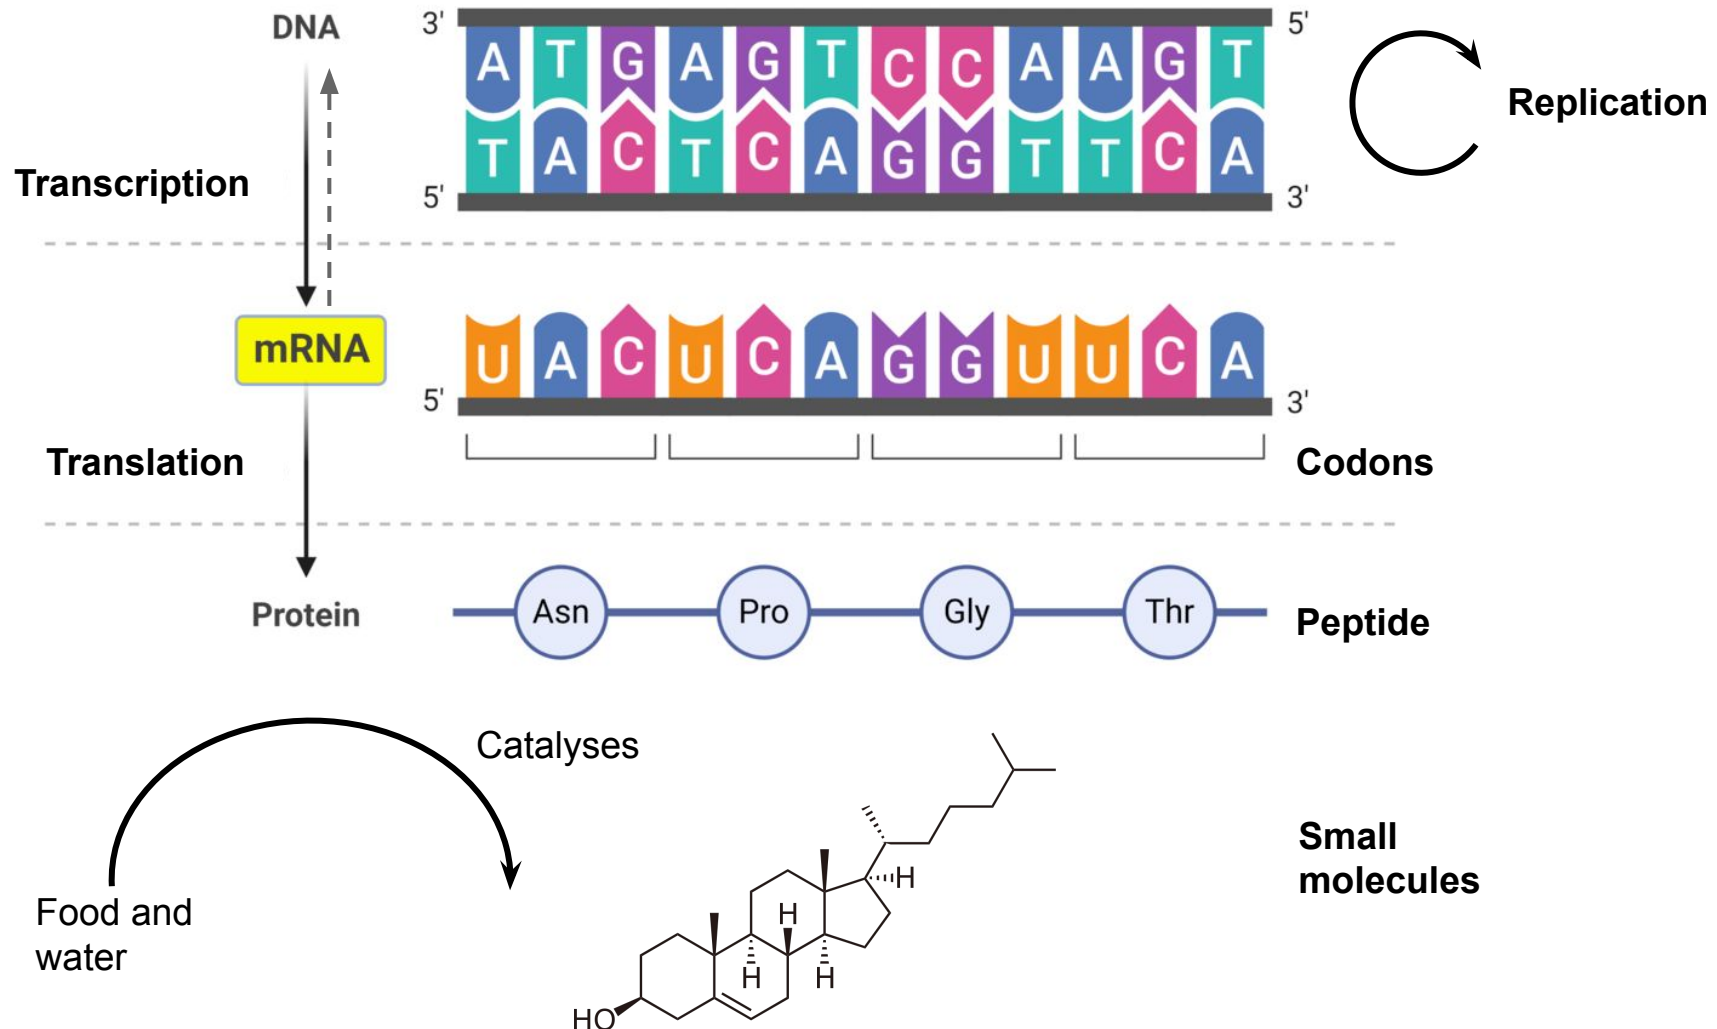 DNA
3' 5'
A T G A G T C C A A G T
T A C T C A G G T T C A
5' 3'
Replication
Transcription
mRNA
U A C U C A G G U U C A
5' 3'
Translation
Codons
Protein
Asn Pro Gly Thr
Peptide
Catalyses
Food and
water
H
H
H
H
HO
Small
molecules